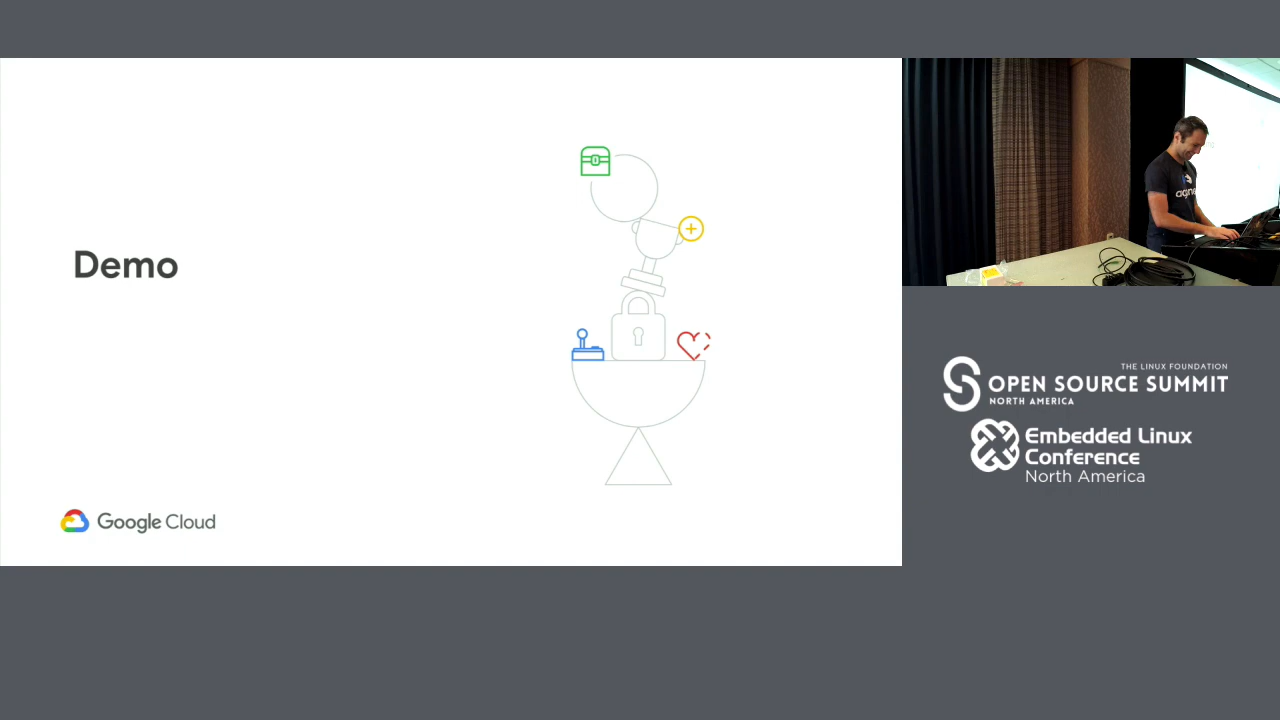 Demo
Google Cloud
THE LINUX FOUNDATION
OPEN SOURCE SUMMIT
NORTH AMERICA
Embedded Linux
Conference
North America